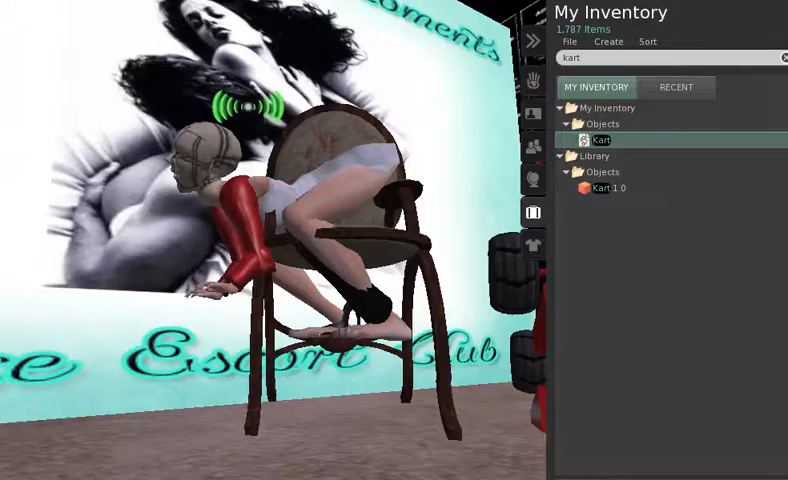 oments
My Inventory
1,787 Items
File Create Sort
kart
MY INVENTORY RECENT
My Inventory
Objects
Kart
Library
Objects
Kart 1.0
Escort Club